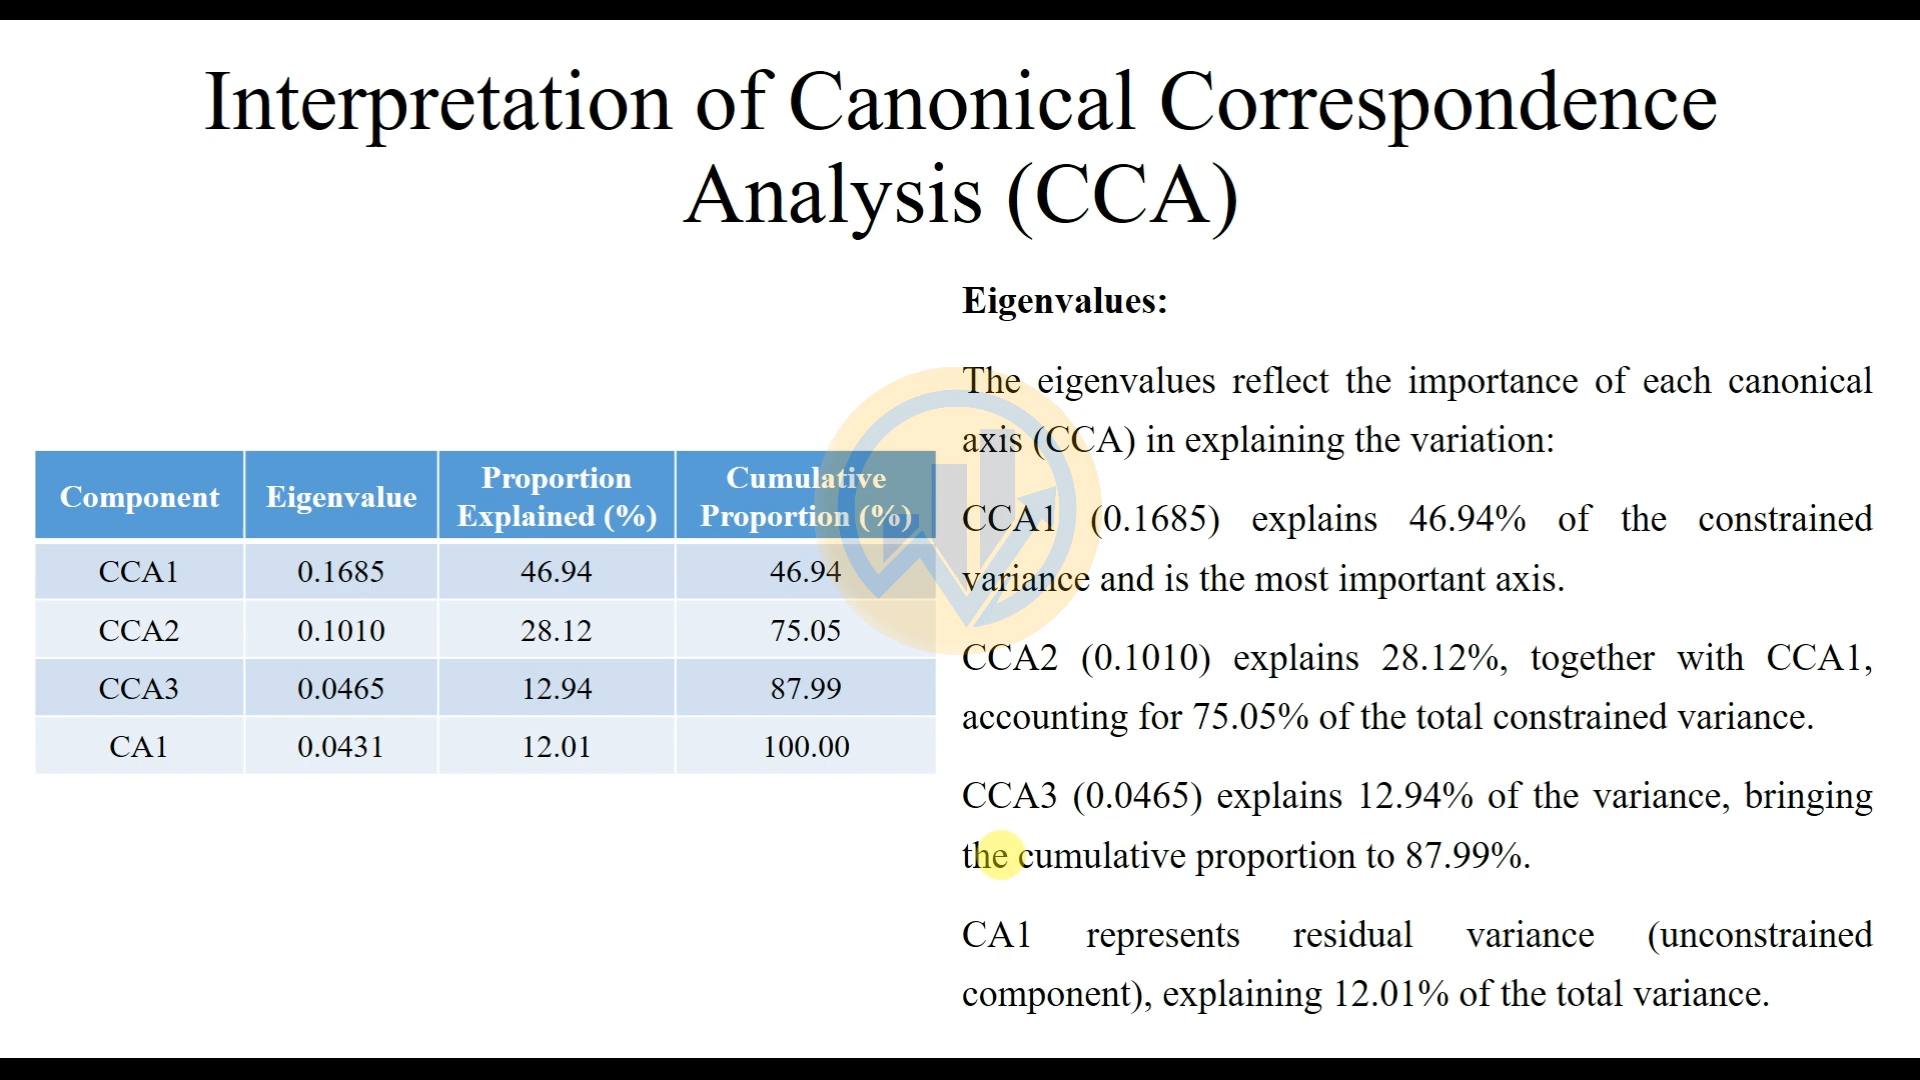 Interpretation of Canonical Correspondence
Analysis (CCA)
Component Eigenvalue Proportion Explained (%) Cumulative Proportion (%)
CCA1 0.1685 46.94 46.94
CCA2 0.1010 28.12 75.05
CCA3 0.0465 12.94 87.99
CA1 0.0431 12.01 100.00
Eigenvalues:
The eigenvalues reflect the importance of each canonical
axis (CCA) in explaining the variation:
CCA1 (0.1685) explains 46.94% of the constrained
variance and is the most important axis.
CCA2 (0.1010) explains 28.12%, together with CCA1,
accounting for 75.05% of the total constrained variance.
CCA3 (0.0465) explains 12.94% of the variance, bringing
the cumulative proportion to 87.99%.
CA1 represents residual variance (unconstrained
component), explaining 12.01% of the total variance.